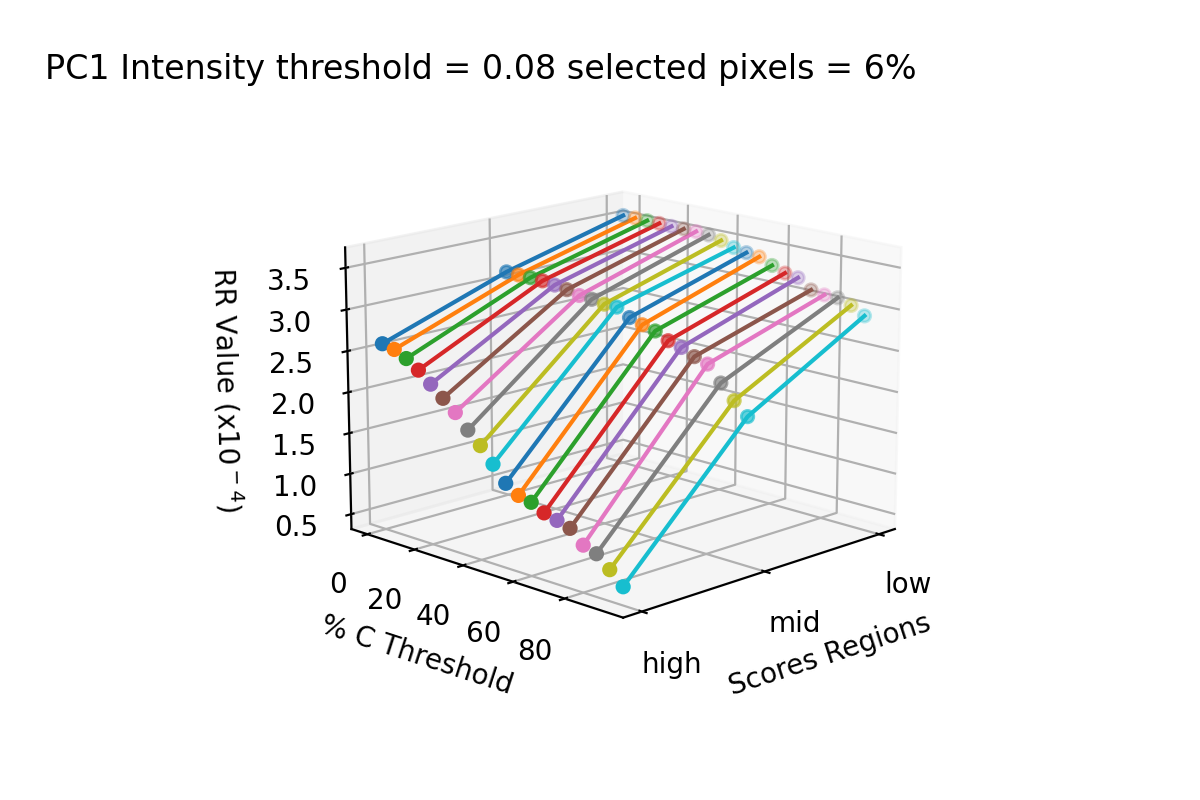 PC1 Intensity threshold = 0.08 selected pixels = 6%
RR Value (x10⁻⁴)
3.5
3.0
2.5
2.0
1.5
1.0
0.5
0
20
40
60
80
% C Threshold
low
mid
high
Scores Regions